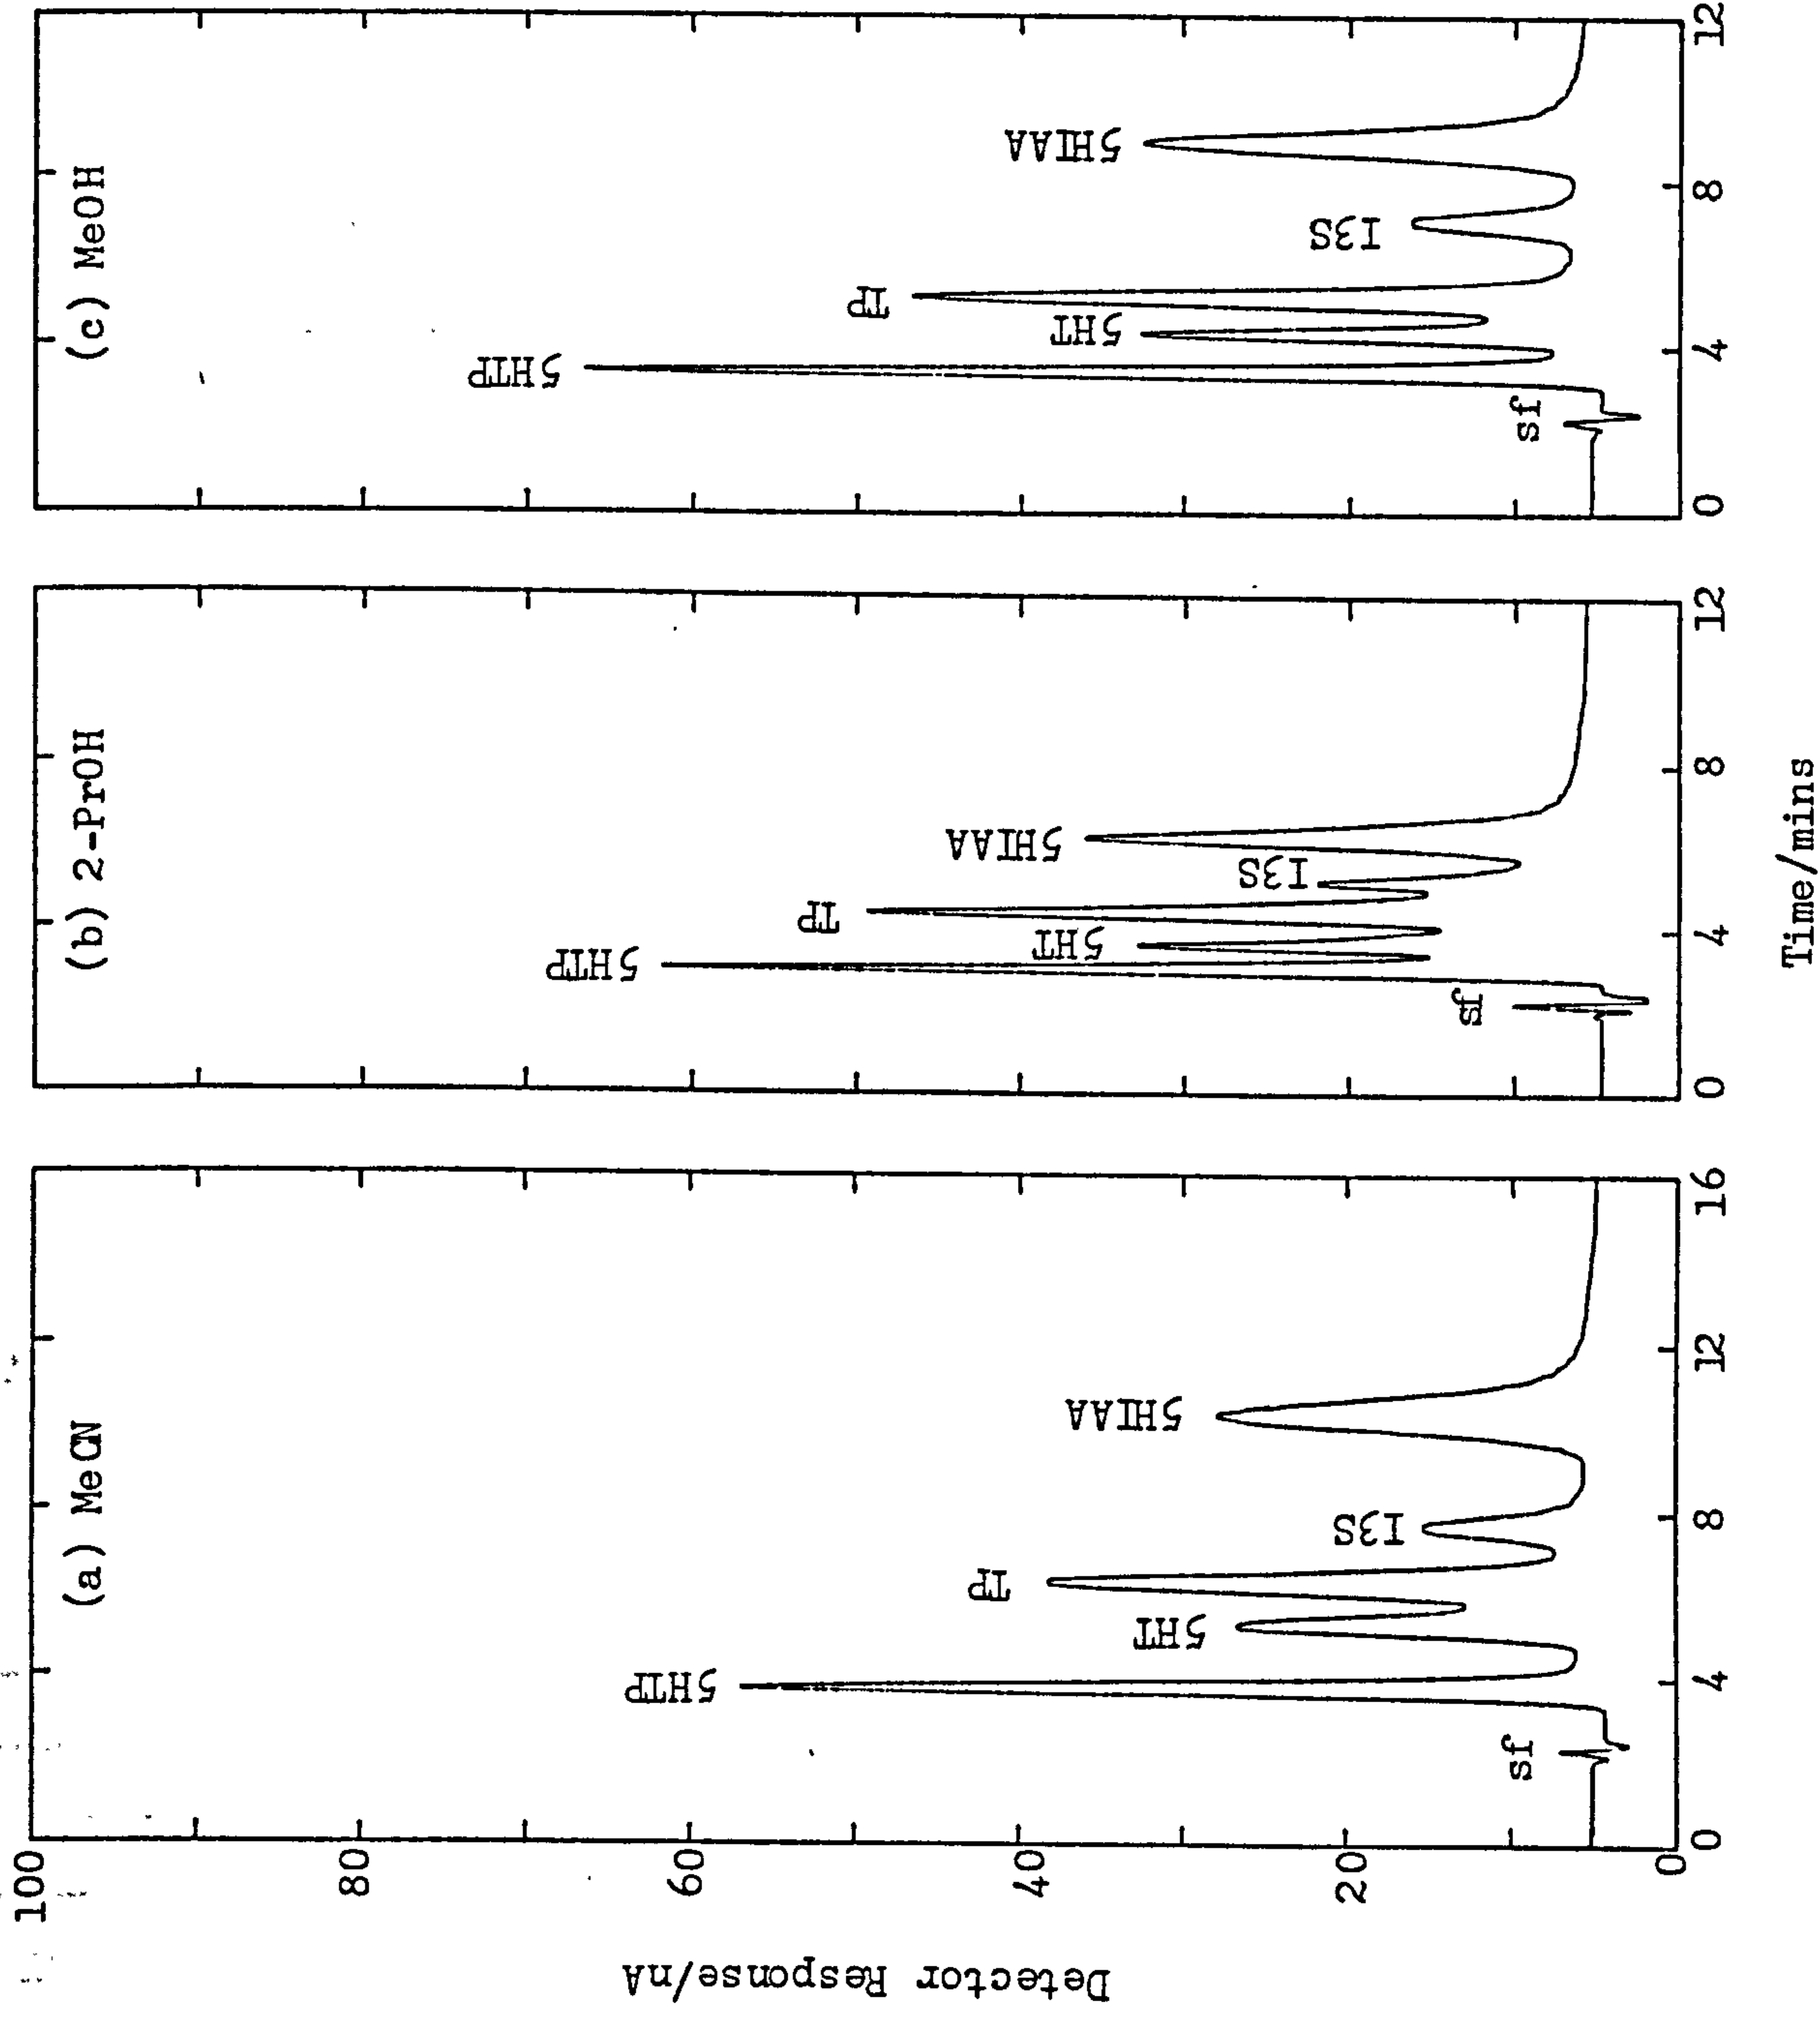 Detector Response/nA
100
80
60
40
20
0
(a) MeCN
sf
5HTP
5HT
TP
I3S
5HIAA
0 4 8 12 16
(b) 2-PrOH
sf
5HTP
5HT
TP
I3S
5HIAA
0 4 8 12
(c) MeOH
sf
5HTP
5HT
TP
I3S
5HIAA
0 4 8 12
Time/mins